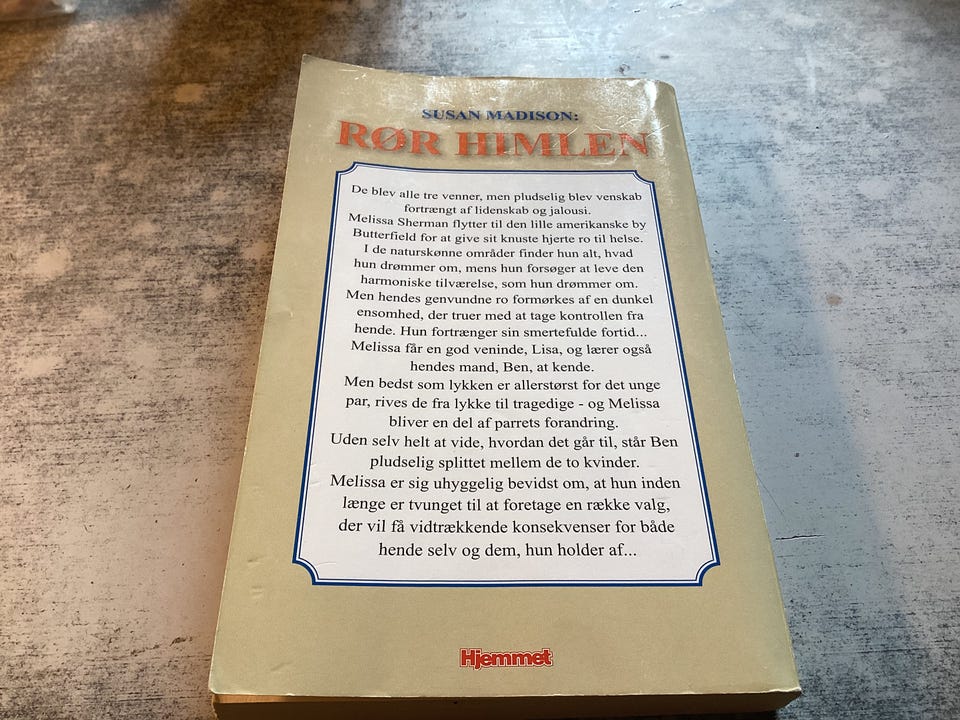 SUSAN MADISON:
RØR HIMLEN
De blev alle tre venner, men pludselig blev venskab
fortrængt af lidenskab og jalousi.
Melissa Sherman flytter til den lille amerikanske by
Butterfield for at give sit knuste hjerte ro til helse.
I de naturskønne områder finder hun alt, hvad
hun drømmer om, mens hun forsøger at leve den
harmoniske tilværelse, som hun drømmer om.
Men hendes genvundne ro formørkes af en dunkel
ensomhed, der truer med at tage kontrollen fra
hende. Hun fortrænger sin smertefulde fortid...
Melissa får en god veninde, Lisa, og lærer også
hendes mand, Ben, at kende.
Men bedst som lykken er allerstørst for det unge
par, rives de fra lykke til tragedige - og Melissa
bliver en del af parrets forandring.
Uden selv helt at vide, hvordan det går til, står Ben
pludselig splittet mellem de to kvinder.
Melissa er sig uhyggelig bevidst om, at hun inden
længe er tvunget til at foretage en række valg,
der vil få vidtrækkende konsekvenser for både
hende selv og dem, hun holder af...
Hjemmet